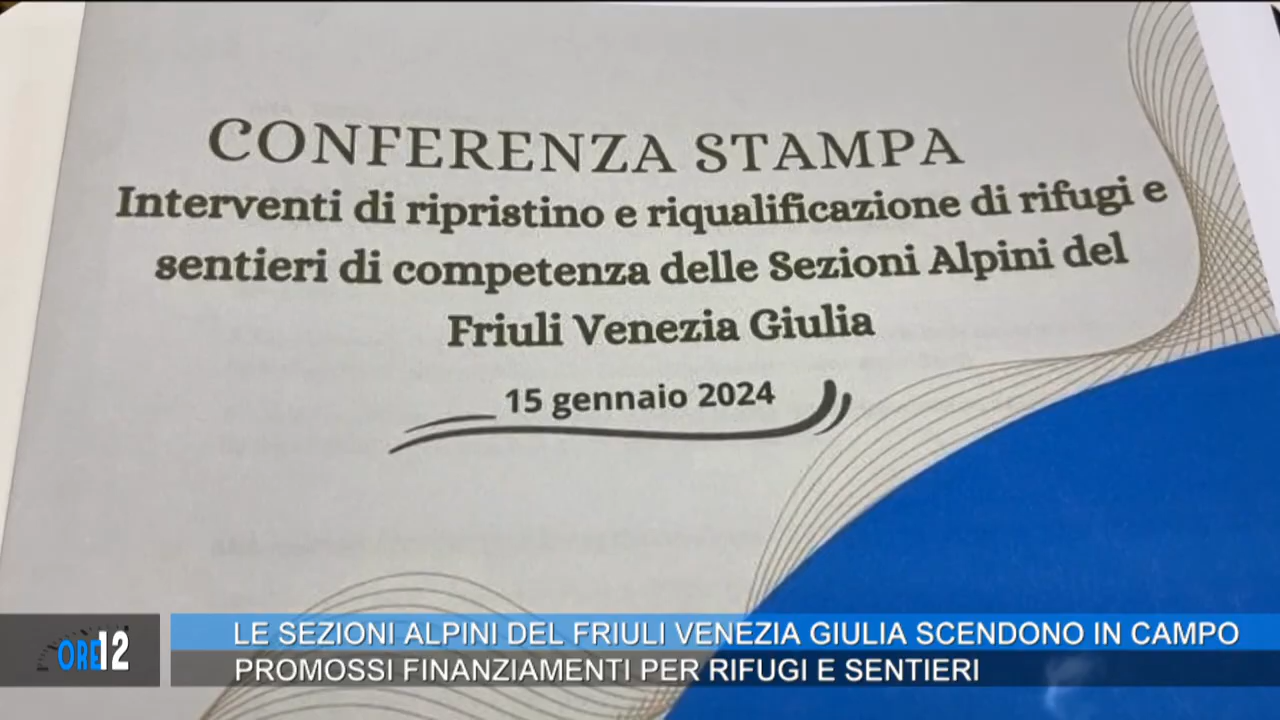 CONFERENZA STAMPA
Interventi di ripristino e riqualificazione di rifugi e
sentieri di competenza delle Sezioni Alpini del
Friuli Venezia Giulia
15 gennaio 2024
ORE12
LE SEZIONI ALPINI DEL FRIULI VENEZIA GIULIA SCENDONO IN CAMPO
PROMOSSI FINANZIAMENTI PER RIFUGI E SENTIERI